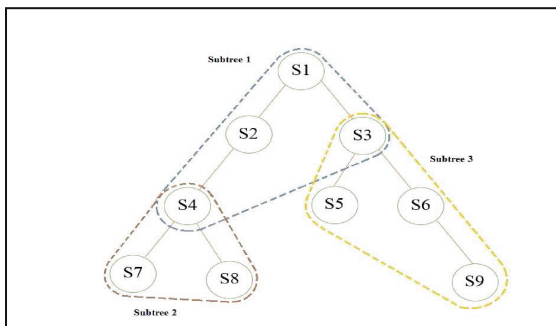 Subtree 1
S1
S2
S3
Subtree 3
S4
S5
S6
S7
S8
S9
Subtree 2